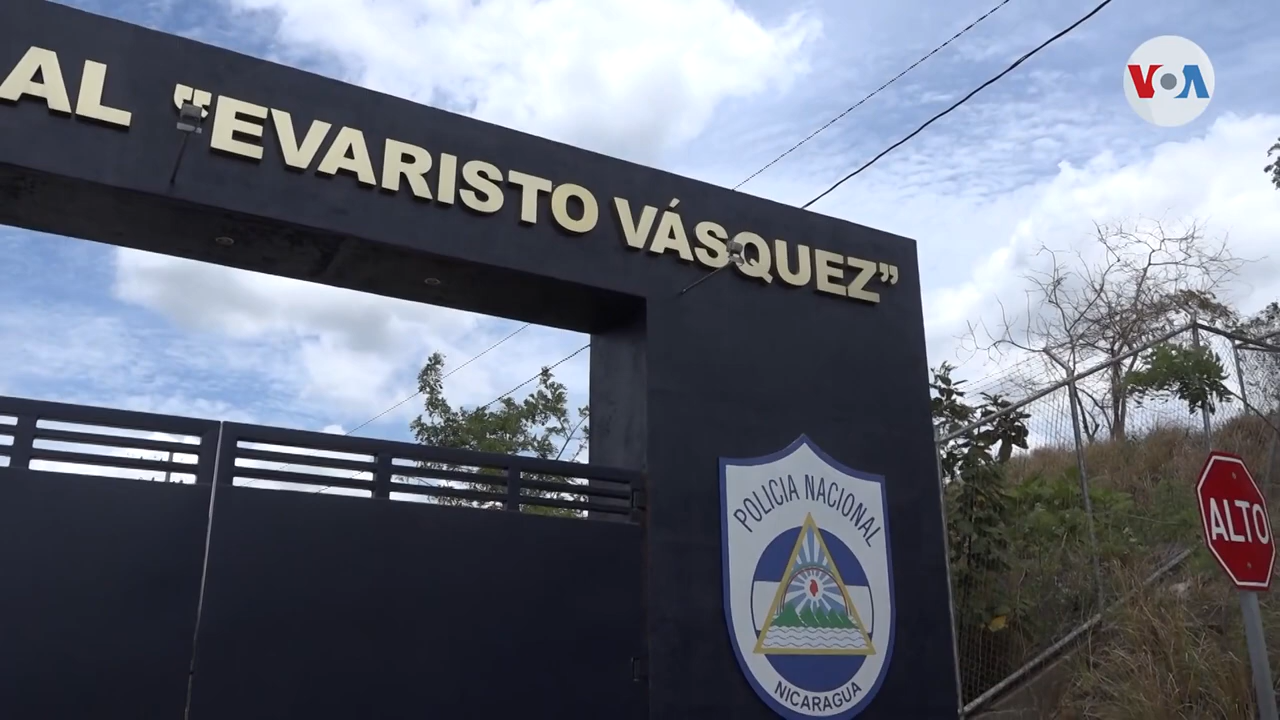 AL “EVARISTO VÁSQUEZ”
VOA
POLICIA NACIONAL
NICARAGUA
ALTO